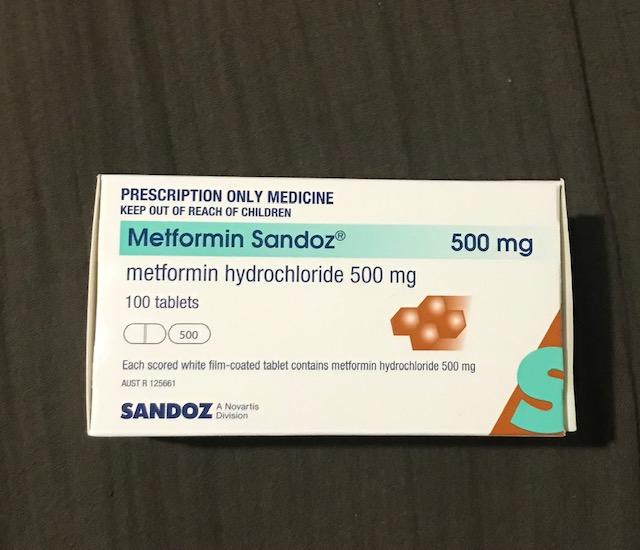 PRESCRIPTION ONLY MEDICINE
KEEP OUT OF REACH OF CHILDREN
Metformin Sandoz® 500 mg
metformin hydrochloride 500 mg
100 tablets
500
Each scored white film-coated tablet contains metformin hydrochloride 500 mg
AUST R 125661
SANDOZ A Novartis
Division
S